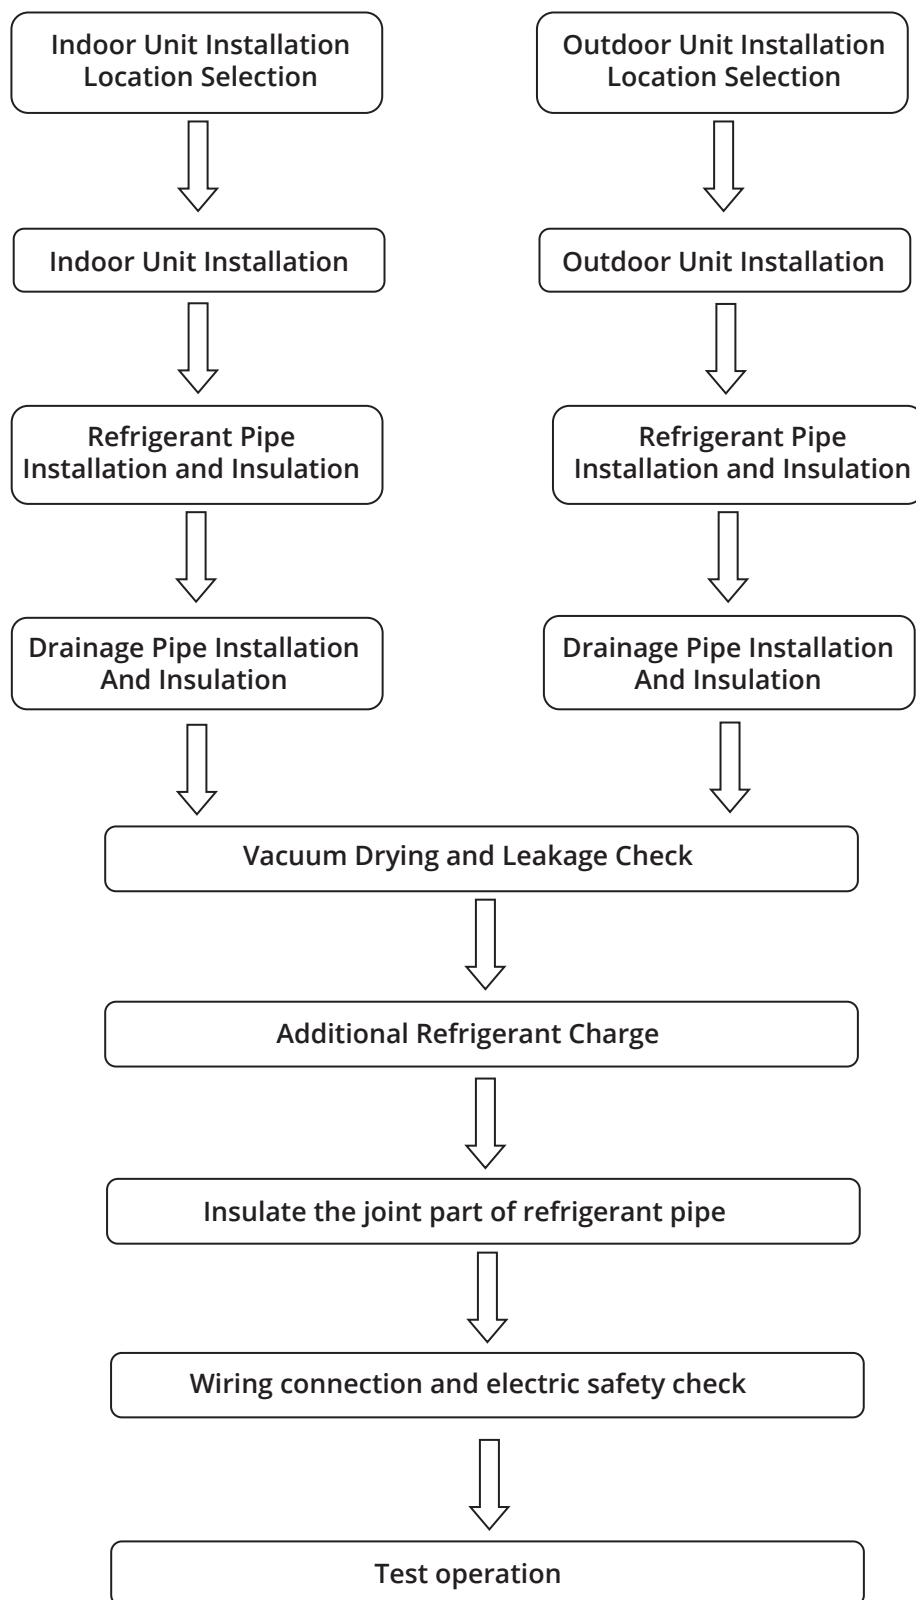 Indoor Unit Installation
Location Selection
Outdoor Unit Installation
Location Selection
Indoor Unit Installation
Outdoor Unit Installation
Refrigerant Pipe
Installation and Insulation
Refrigerant Pipe
Installation and Insulation
Drainage Pipe Installation
And Insulation
Drainage Pipe Installation
And Insulation
Vacuum Drying and Leakage Check
Additional Refrigerant Charge
Insulate the joint part of refrigerant pipe
Wiring connection and electric safety check
Test operation